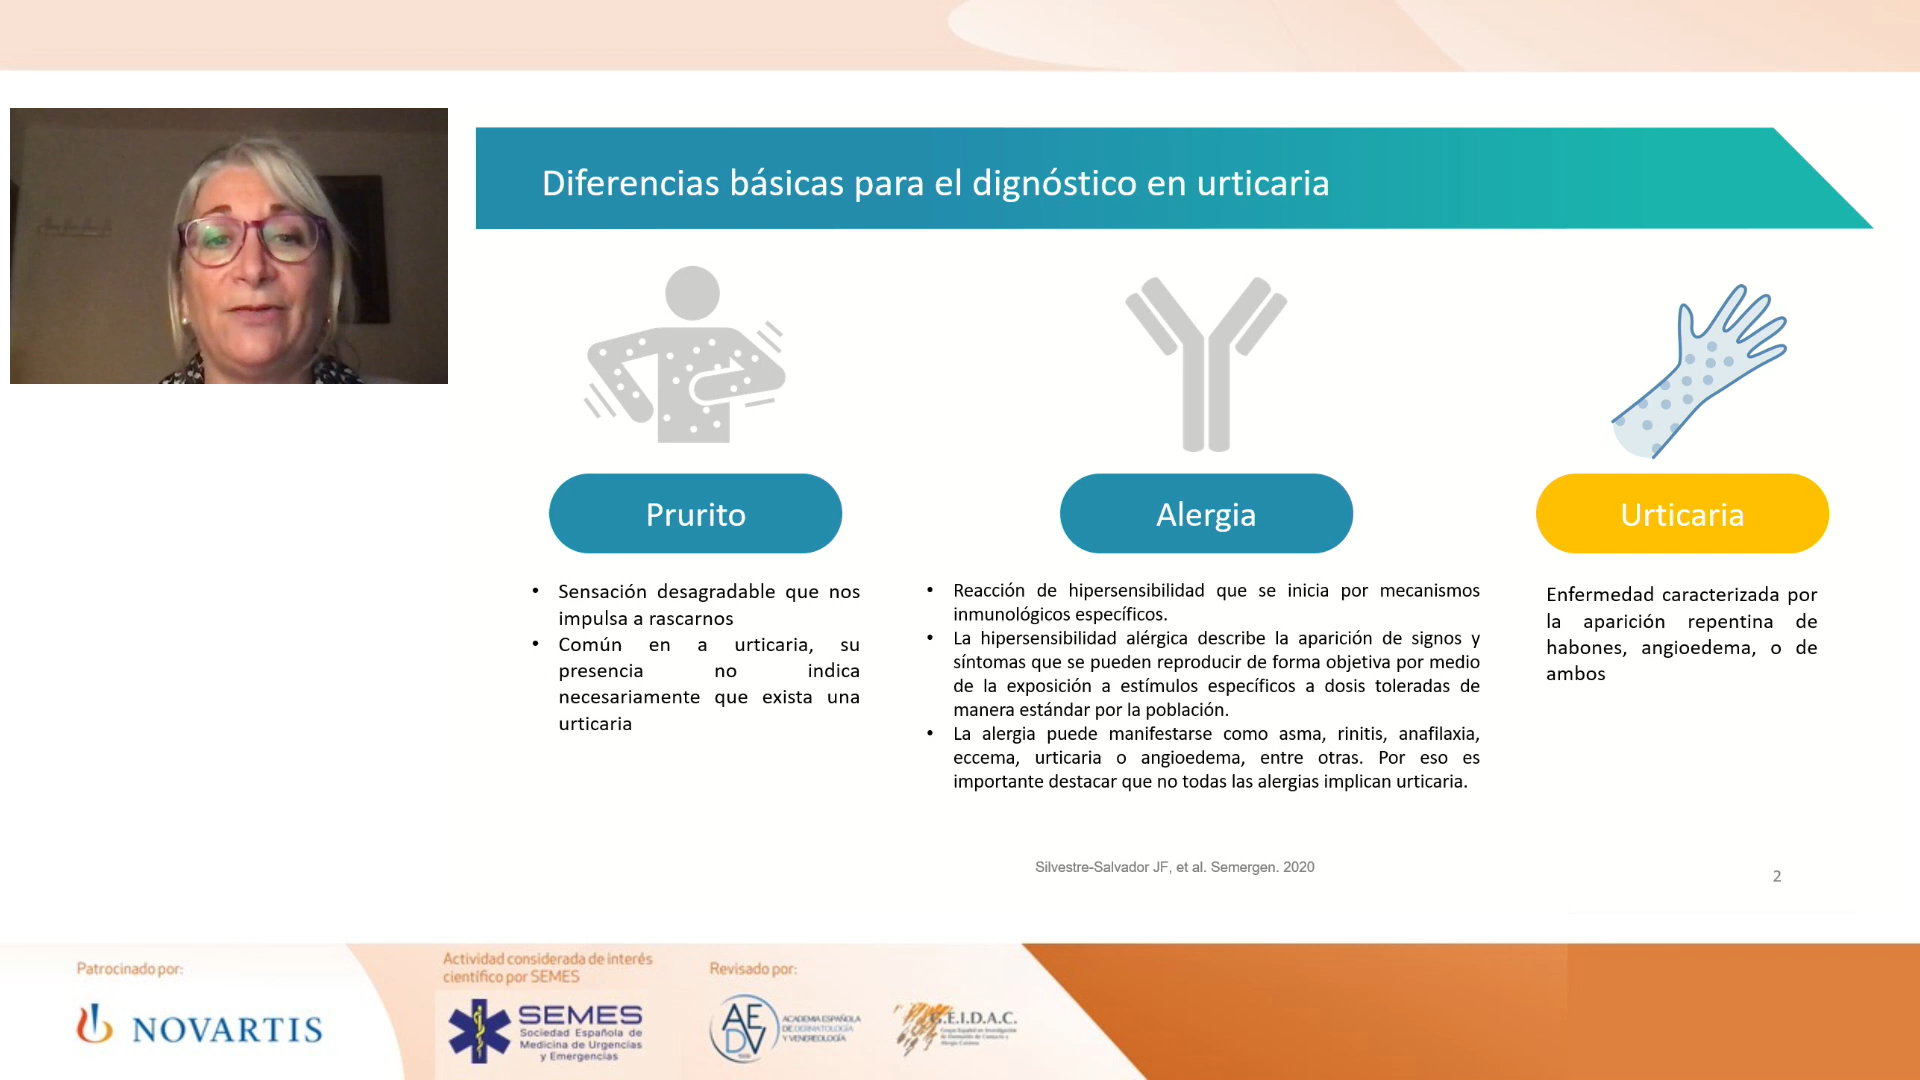 Diferencias básicas para el dignóstico en urticaria
Prurito
• Sensación desagradable que nos
impulsa a rascarnos
• Común en a urticaria, su
presencia no indica
necesariamente que exista una
urticaria
Alergia
• Reacción de hipersensibilidad que se inicia por mecanismos
inmunológicos específicos.
• La hipersensibilidad alérgica describe la aparición de signos y
síntomas que se pueden reproducir de forma objetiva por medio
de la exposición a estímulos específicos a dosis toleradas de
manera estándar por la población.
• La alergia puede manifestarse como asma, rinitis, anafilaxia,
eccema, urticaria o angioedema, entre otras. Por eso es
importante destacar que no todas las alergias implican urticaria.
Urticaria
Enfermedad caracterizada por
la aparición repentina de
habones, angioedema, o de
ambos
Silvestre-Salvador JF, et al. Semergen. 2020
2
Patrocinado por:
NOVARTIS
Actividad considerada de interés
científico por SEMES
SEMES
Sociedad Española de
Medicina de Urgencias
y Emergencias
Revisado por:
AEDV
ACADEMIA ESPAÑOLA
DE DERMATOLOGÍA
Y VENEREOLOGÍA
G.E.I.D.A.C.